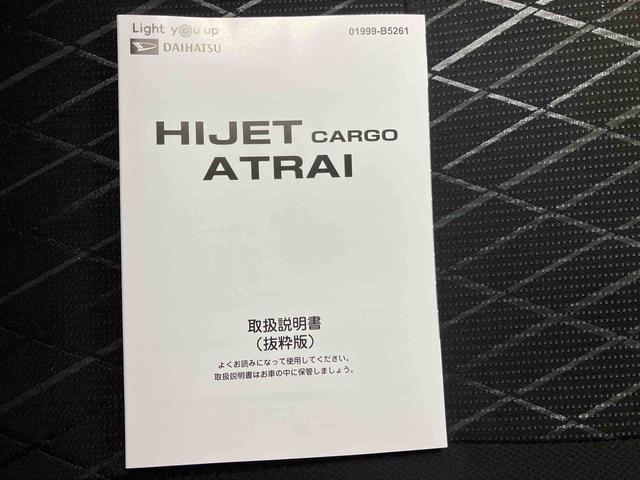 Light you up
01999-B5261
DAIHATSU
HIJET CARGO
ATRAI
取扱説明書
（抜粋版）
よくお読みになって使用してください。
取扱説明書はお車の中に保管しましょう。